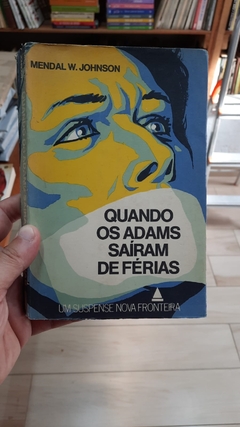 MENDAL W. JOHNSON
QUANDO
OS ADAMS
SAÍRAM
DE FÉRIAS
UM SUSPENSE NOVA FRONTEIRA